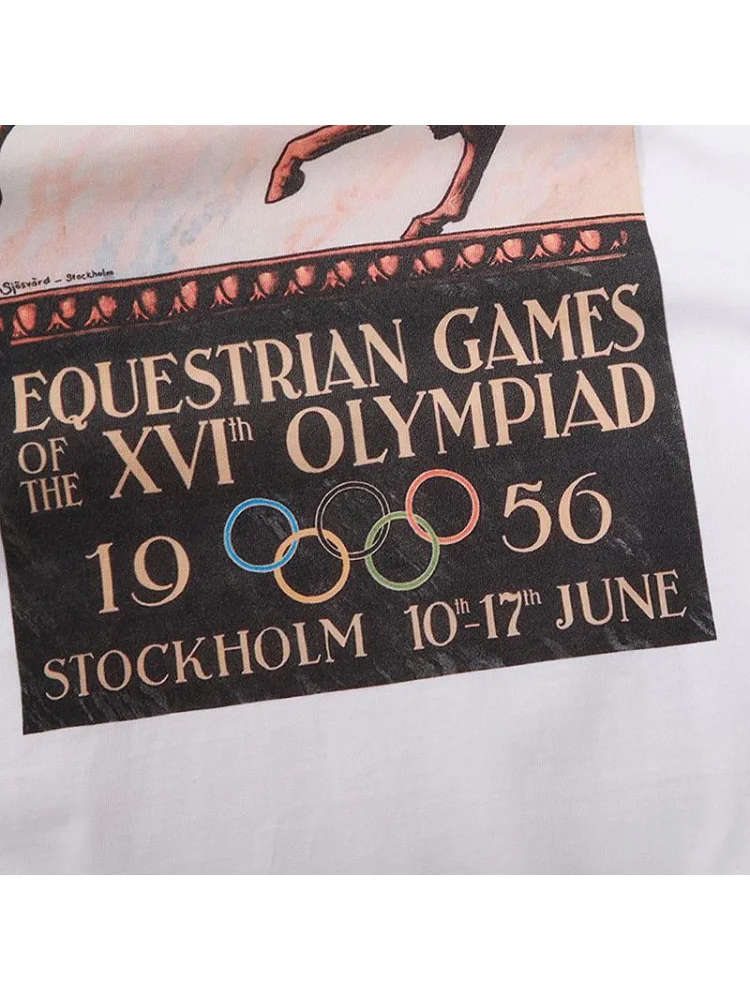 Sjösvärd – Stockholm
EQUESTRIAN GAMES
OF THE XVIth OLYMPIAD
19 56
STOCKHOLM 10th-17th JUNE